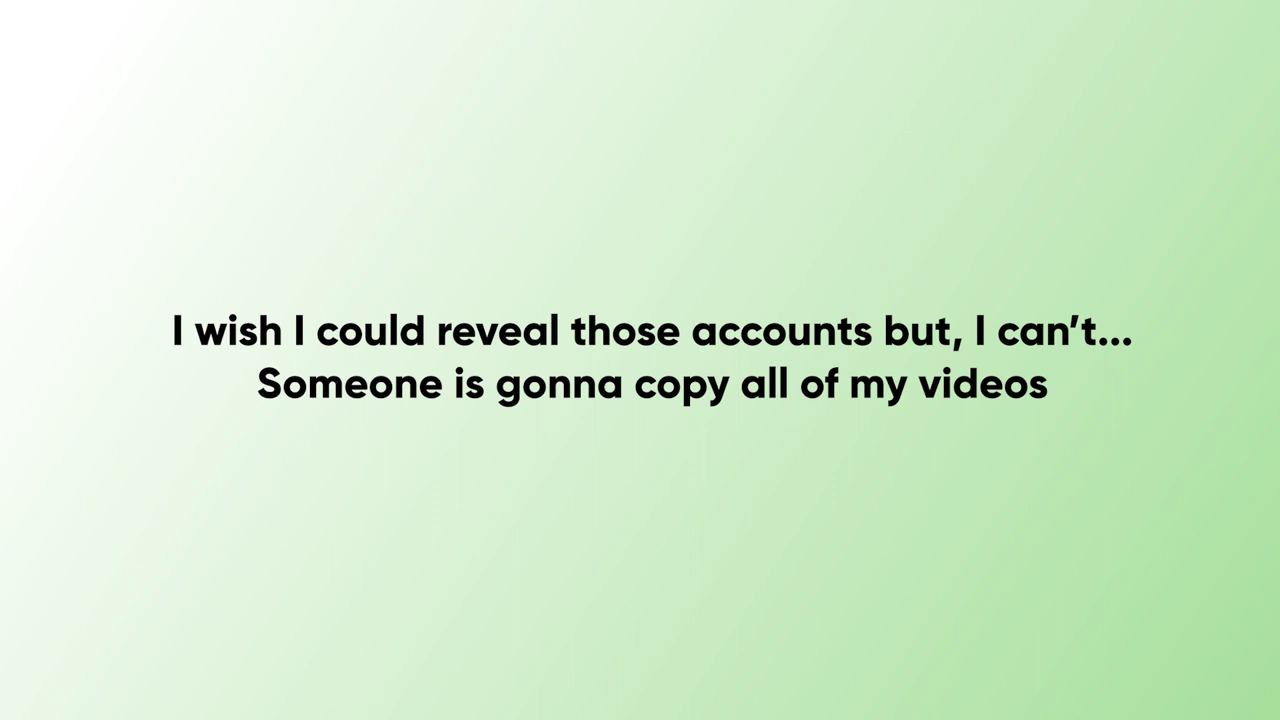 I wish I could reveal those accounts but, I can’t...
Someone is gonna copy all of my videos